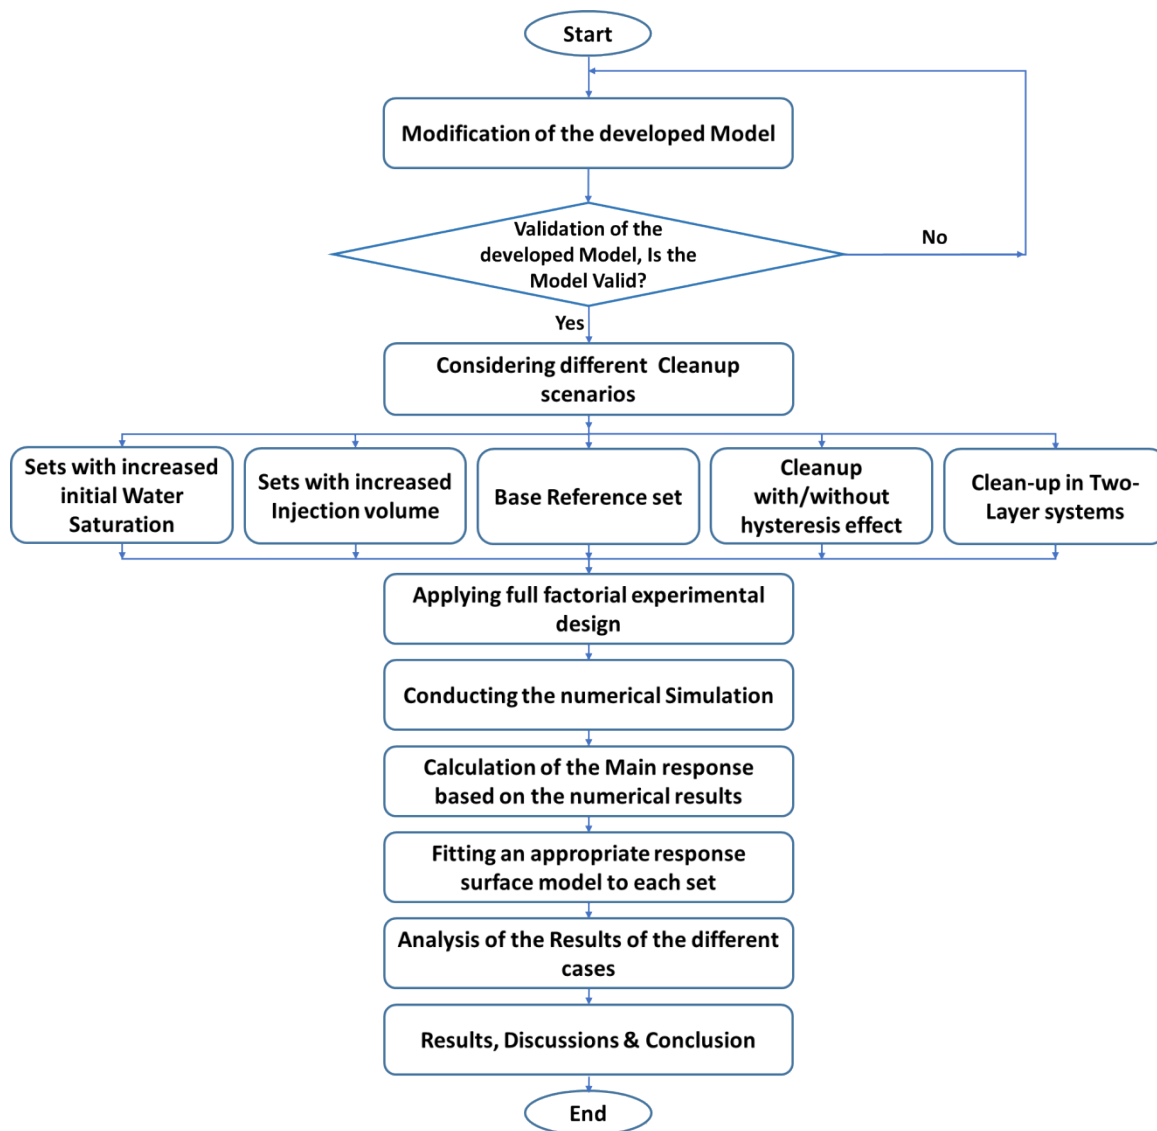 Start
Modification of the developed Model
Validation of the
developed Model, Is the
Model Valid?
No
Yes
Considering different Cleanup
scenarios
Sets with increased
initial Water
Saturation
Sets with increased
Injection volume
Base Reference set
Cleanup
with/without
hysteresis effect
Clean-up in Two-
Layer systems
Applying full factorial experimental
design
Conducting the numerical Simulation
Calculation of the Main response
based on the numerical results
Fitting an appropriate response
surface model to each set
Analysis of the Results of the different
cases
Results, Discussions & Conclusion
End